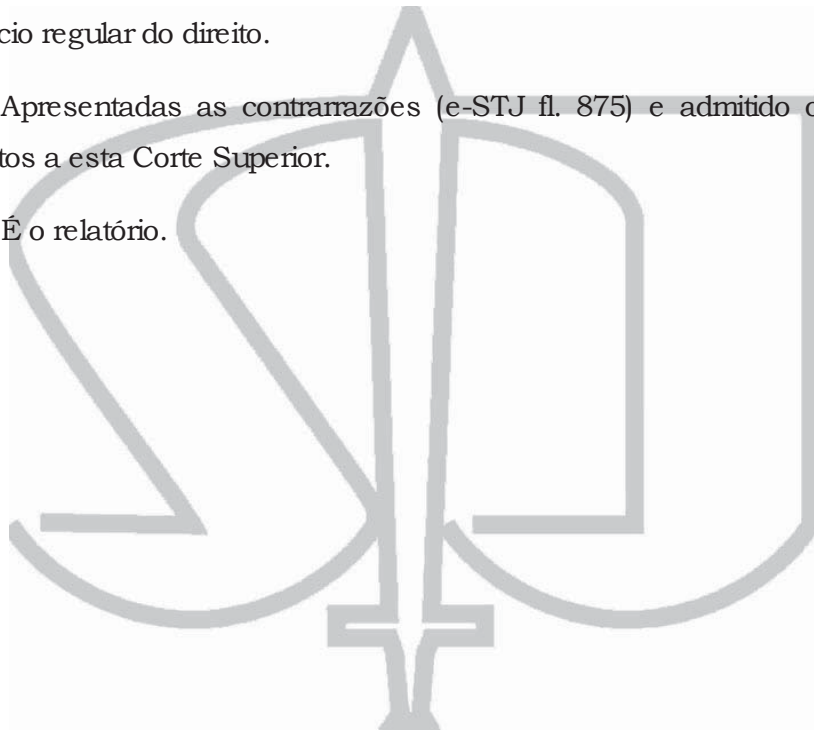 cio regular do direito.
Apresentadas as contrarrazões (e-STJ fl. 875) e admitido o
tos a esta Corte Superior.
É o relatório.